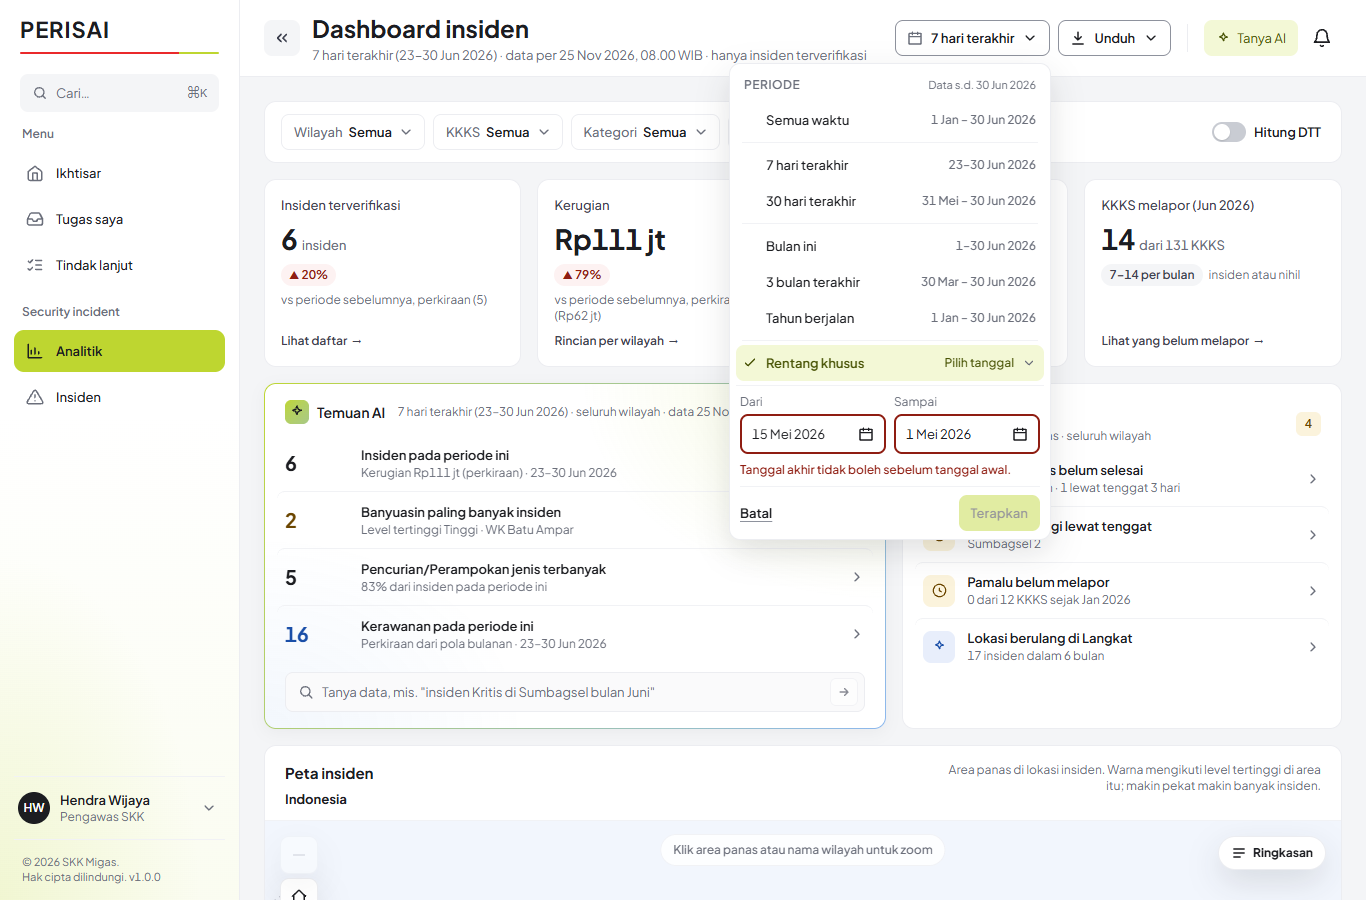 PERISAI
Cari...
⌘K
Menu
Ikhtisar
Tugas saya
Tindak lanjut
Security incident
Analitik
Insiden
HW
Hendra Wijaya
Pengawas SKK
© 2026 SKK Migas.
Hak cipta dilindungi. v1.0.0
Dashboard insiden
7 hari terakhir (23–30 Jun 2026) · data per 25 Nov 2026, 08.00 WIB · hanya insiden terverifikasi
7 hari terakhir
Unduh
Tanya AI
Wilayah Semua
KKKS Semua
Kategori Semua
Hitung DTT
PERIODE
Data s.d. 30 Jun 2026
Semua waktu
1 Jan – 30 Jun 2026
7 hari terakhir
23–30 Jun 2026
30 hari terakhir
31 Mei – 30 Jun 2026
Bulan ini
1–30 Jun 2026
3 bulan terakhir
30 Mar – 30 Jun 2026
Tahun berjalan
1 Jan – 30 Jun 2026
Rentang khusus
Pilih tanggal
Dari
Sampai
15 Mei 2026
1 Mei 2026
Tanggal akhir tidak boleh sebelum tanggal awal.
Batal
Terapkan
Insiden terverifikasi
6 insiden
▲ 20%
vs periode sebelumnya, perkiraan (5)
Lihat daftar →
Kerugian
Rp111 jt
▲ 79%
vs periode sebelumnya, perkira
(Rp62 jt)
Rincian per wilayah →
KKKS melapor (Jun 2026)
14 dari 131 KKKS
7–14 per bulan
insiden atau nihil
Lihat yang belum melapor →
Temuan AI
7 hari terakhir (23–30 Jun 2026) · seluruh wilayah · data 25 No
6
Insiden pada periode ini
Kerugian Rp111 jt (perkiraan) · 23–30 Jun 2026
2
Banyuasin paling banyak insiden
Level tertinggi Tinggi · WK Batu Ampar
5
Pencurian/Perampokan jenis terbanyak
83% dari insiden pada periode ini
16
Kerawanan pada periode ini
Perkiraan dari pola bulanan · 23–30 Jun 2026
Tanya data, mis. "insiden Kritis di Sumbagsel bulan Juni"
4
· seluruh wilayah
belum selesai
· 1 lewat tenggat 3 hari
gi lewat tenggat
Sumbagsel 2
Pamalu belum melapor
0 dari 12 KKKS sejak Jan 2026
Lokasi berulang di Langkat
17 insiden dalam 6 bulan
Peta insiden
Indonesia
Area panas di lokasi insiden. Warna mengikuti level tertinggi di area
itu; makin pekat makin banyak insiden.
Klik area panas atau nama wilayah untuk zoom
Ringkasan